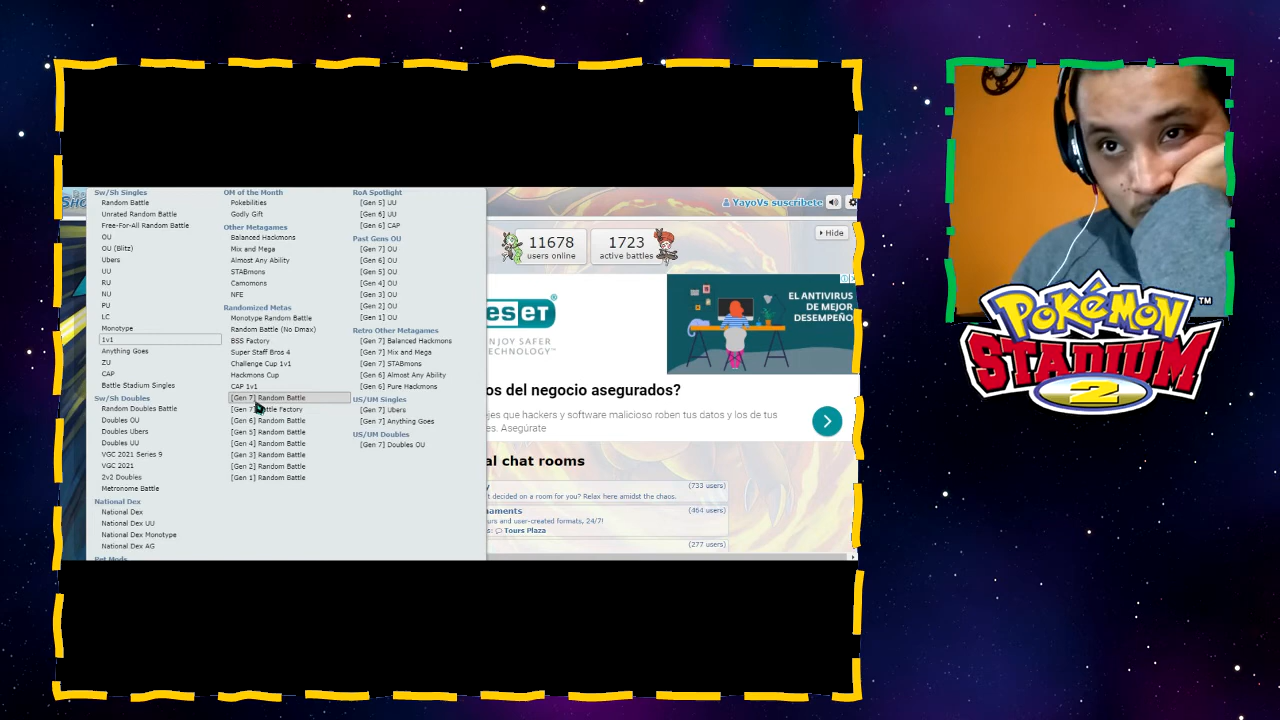 Sw/Sh Singles
Random Battle
Unrated Random Battle
Free-For-All Random Battle
OU
OU (Blitz)
Ubers
UU
RU
NU
PU
LC
Monotype
1v1
Anything Goes
ZU
CAP
Battle Stadium Singles
Sw/Sh Doubles
Random Doubles Battle
Doubles OU
Doubles Ubers
Doubles UU
VGC 2021 Series 9
VGC 2021
2v2 Doubles
Metronome Battle
National Dex
National Dex
National Dex UU
National Dex Monotype
National Dex AG
Pet Mods
OM of the Month
Pokebilities
Godly Gift
Other Metagames
Balanced Hackmons
Mix and Mega
Almost Any Ability
STABmons
Camomons
NFE
Randomized Metas
Monotype Random Battle
Random Battle (No Dmax)
BSS Factory
Super Staff Bros 4
Challenge Cup 1v1
Hackmons Cup
CAP 1v1
[Gen 7] Random Battle
[Gen 7] Battle Factory
[Gen 6] Random Battle
[Gen 5] Random Battle
[Gen 4] Random Battle
[Gen 3] Random Battle
[Gen 2] Random Battle
[Gen 1] Random Battle
RoA Spotlight
[Gen 5] UU
[Gen 6] UU
[Gen 6] CAP
Past Gens OU
[Gen 7] OU
[Gen 6] OU
[Gen 5] OU
[Gen 4] OU
[Gen 3] OU
[Gen 2] OU
[Gen 1] OU
Retro Other Metagames
[Gen 7] Balanced Hackmons
[Gen 7] Mix and Mega
[Gen 7] STABmons
[Gen 6] Almost Any Ability
[Gen 6] Pure Hackmons
US/UM Singles
[Gen 7] Ubers
[Gen 7] Anything Goes
US/UM Doubles
[Gen 7] Doubles OU
YayoVs suscribete
11678
users online
1723
active battles
Hide
eseT
NJOY SAFER
ECHNOLOGY™
EL ANTIVIRUS
DE MEJOR
DESEMPEÑO
os del negocio asegurados?
ejes que hackers y software malicioso roben tus datos y los de tus
es. Asegúrate
al chat rooms
y (733 users)
't decided on a room for you? Relax here amidst the chaos.
naments (464 users)
urs and user-created formats, 24/7!
s: Tours Plaza
(277 users)
POKéMON™
STADIUM
2